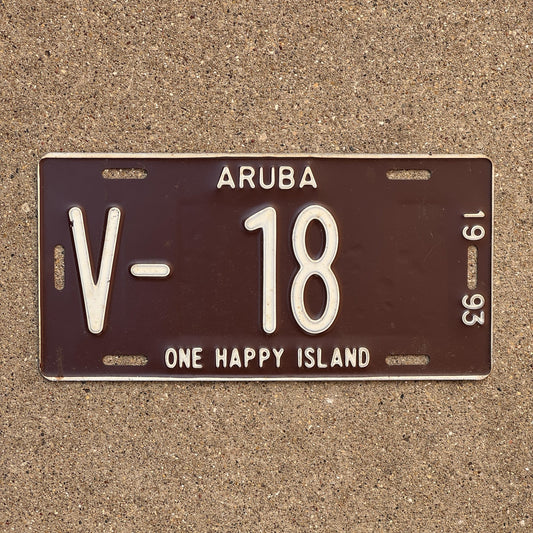 ARUBA
V- 18
19 93
ONE HAPPY ISLAND